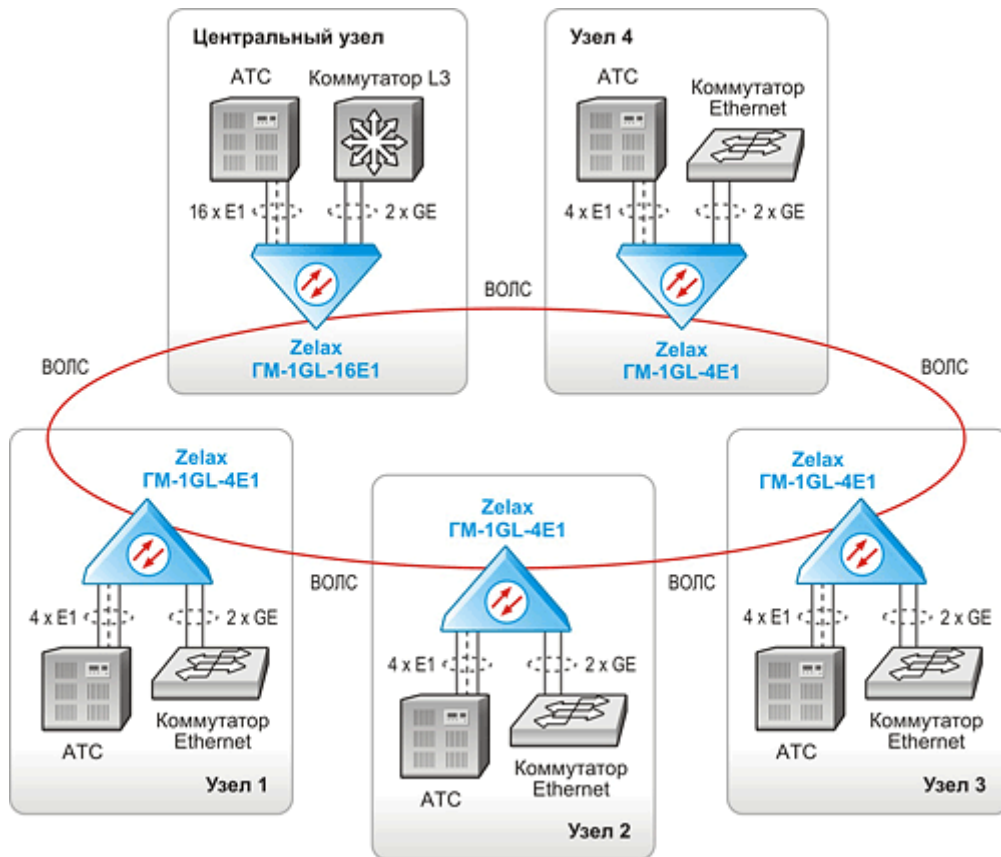 Центральный узел
АТС
Коммутатор L3
16 x E1
2 x GE
Zelax
ГМ-1GL-16E1
Узел 4
АТС
Коммутатор
Ethernet
4 x E1
2 x GE
Zelax
ГМ-1GL-4E1
ВОЛС
ВОЛС
ВОЛС
Zelax
ГМ-1GL-4E1
4 x E1
2 x GE
АТС
Коммутатор
Ethernet
Узел 1
ВОЛС
Zelax
ГМ-1GL-4E1
4 x E1
2 x GE
АТС
Коммутатор
Ethernet
Узел 2
ВОЛС
Zelax
ГМ-1GL-4E1
4 x E1
2 x GE
АТС
Коммутатор
Ethernet
Узел 3